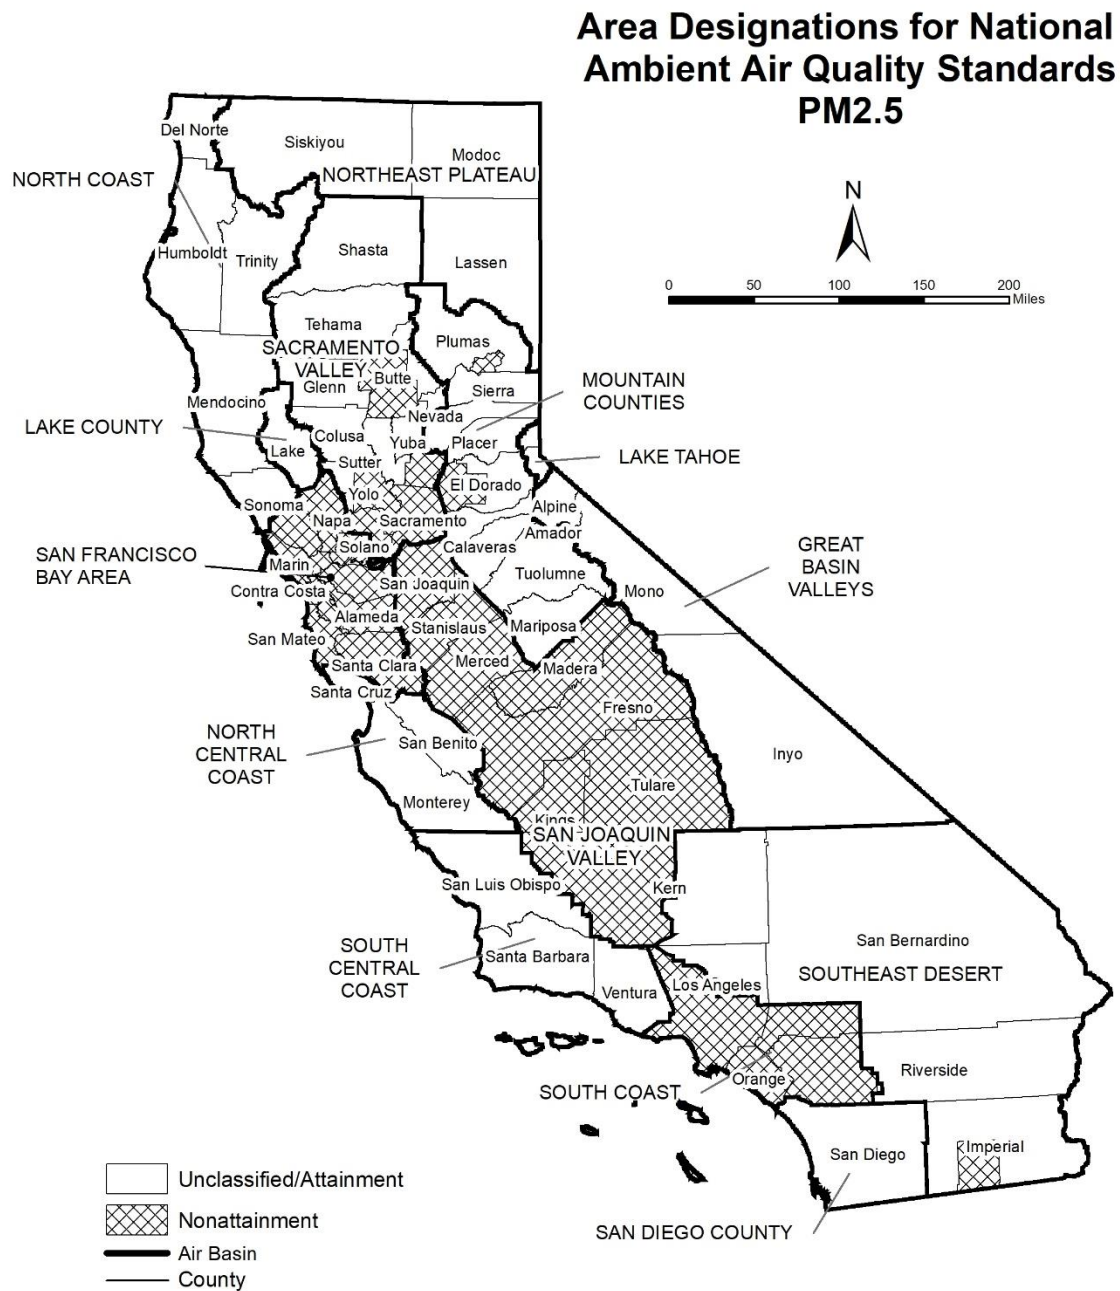 Area Designations for National
Ambient Air Quality Standards
PM2.5
Del Norte
Siskiyou
Modoc
NORTH COAST
NORTHEAST PLATEAU
N
Humboldt
Trinity
Shasta
Lassen
0 50 100 150 200
Miles
Tehama
Plumas
SACRAMENTO
VALLEY
Butte
Glenn
Sierra
MOUNTAIN
COUNTIES
Mendocino
Nevada
LAKE COUNTY
Colusa
Yuba
Placer
Lake
LAKE TAHOE
Sutter
El Dorado
Yolo
Sonoma
Alpine
Napa
Sacramento
Amador
SAN FRANCISCO
BAY AREA
Solano
Calaveras
GREAT
BASIN
VALLEYS
Marin
Tuolumne
Contra Costa
San Joaquin
Mono
Alameda
Stanislaus
Mariposa
San Mateo
Santa Clara
Merced
Madera
Santa Cruz
Fresno
NORTH
CENTRAL
COAST
San Benito
Inyo
Tulare
Monterey
Kings
SAN JOAQUIN
VALLEY
San Luis Obispo
Kern
SOUTH
CENTRAL
COAST
Santa Barbara
San Bernardino
SOUTHEAST DESERT
Ventura
Los Angeles
Riverside
Orange
SOUTH COAST
San Diego
Imperial
SAN DIEGO COUNTY
Unclassified/Attainment
Nonattainment
Air Basin
County